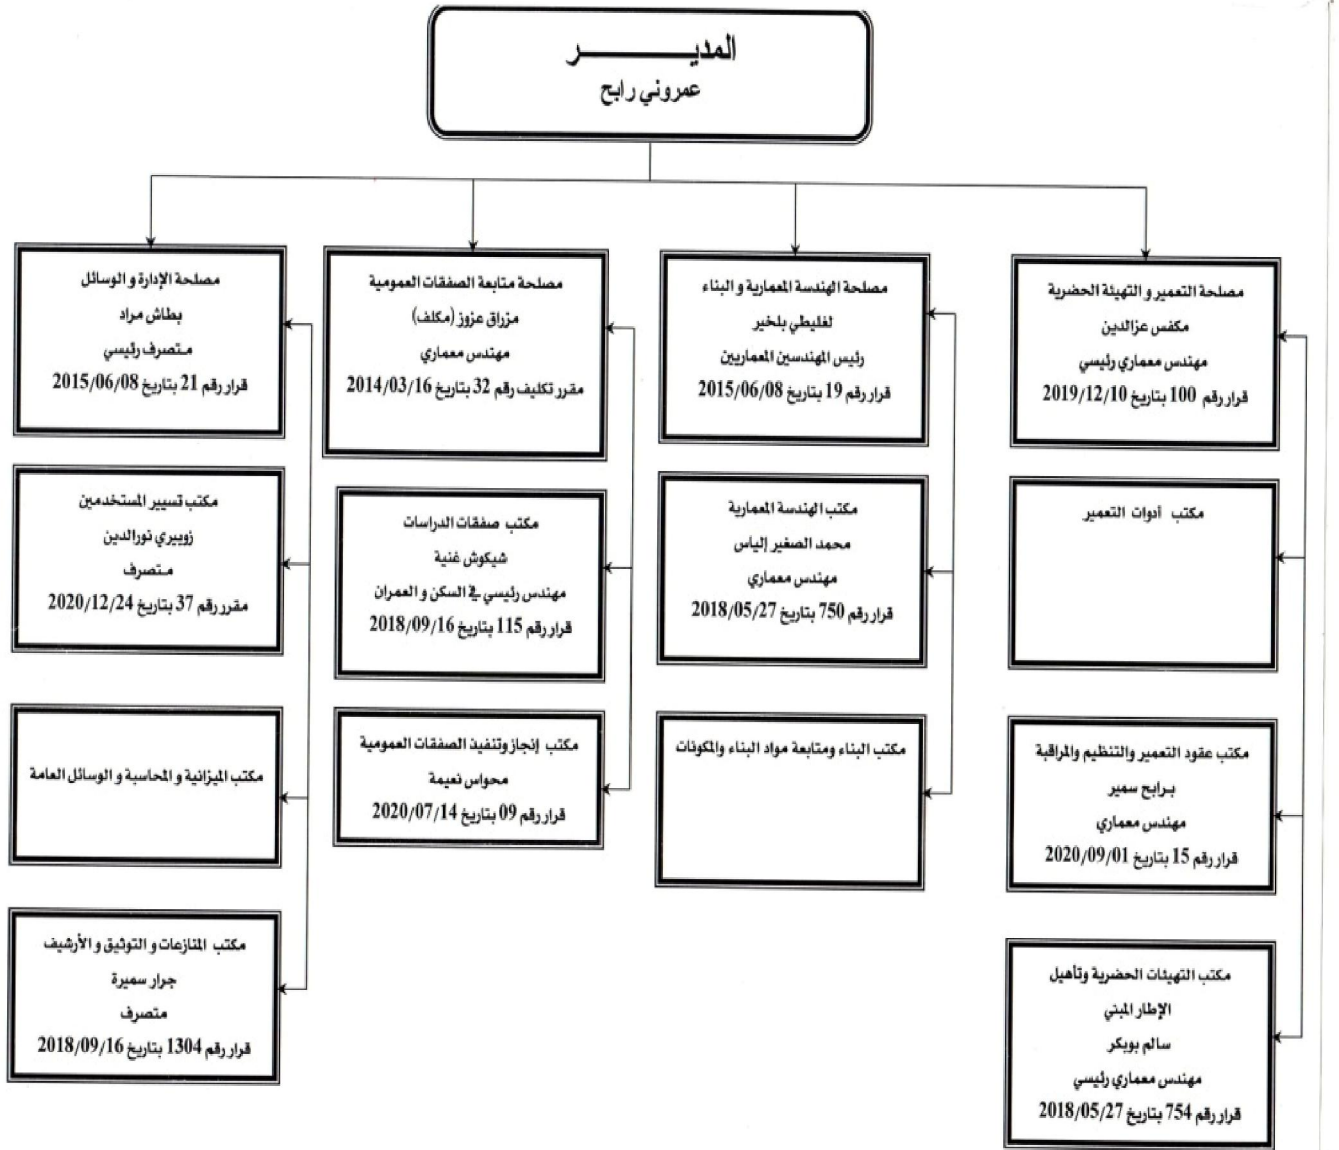 المديــــــــــر
عمروني رابح
مصلحة التعمير و التهيئة الحضرية
مكفس عزالدين
مهندس معماري رئيسي
قرار رقم 100 بتاريخ 2019/12/10
مكتب أدوات التعمير
مكتب عقود التعمير والتنظيم والمراقبة
برابح سمير
مهندس معماري
قرار رقم 15 بتاريخ 2020/09/01
مكتب التهيئات الحضرية وتأهيل
الإطار المبني
سالم بوبكر
مهندس معماري رئيسي
قرار رقم 754 بتاريخ 2018/05/27
مصلحة الهندسة المعمارية و البناء
لغليطي بلخير
رئيس المهندسين المعماريين
قرار رقم 19 بتاريخ 2015/06/08
مكتب الهندسة المعمارية
محمد الصغير إلياس
مهندس معماري
قرار رقم 750 بتاريخ 2018/05/27
مكتب البناء ومتابعة مواد البناء والمكونات
مصلحة متابعة الصفقات العمومية
مزراق عزوز (مكلف)
مهندس معماري
مقرر تكليف رقم 32 بتاريخ 2014/03/16
مكتب صفقات الدراسات
شيكوش غنية
مهندس رئيسي في السكن و العمران
قرار رقم 115 بتاريخ 2018/09/16
مكتب إنجاز وتنفيذ الصفقات العمومية
محواس نعيمة
قرار رقم 09 بتاريخ 2020/07/14
مصلحة الإدارة و الوسائل
بطاش مراد
متصرف رئيسي
قرار رقم 21 بتاريخ 2015/06/08
مكتب تسيير المستخدمين
زوبيري نورالدين
متصرف
مقرر رقم 37 بتاريخ 2020/12/24
مكتب الميزانية و المحاسبة و الوسائل العامة
مكتب المنازعات و التوثيق و الأرشيف
جرار سميرة
متصرف
قرار رقم 1304 بتاريخ 2018/09/16